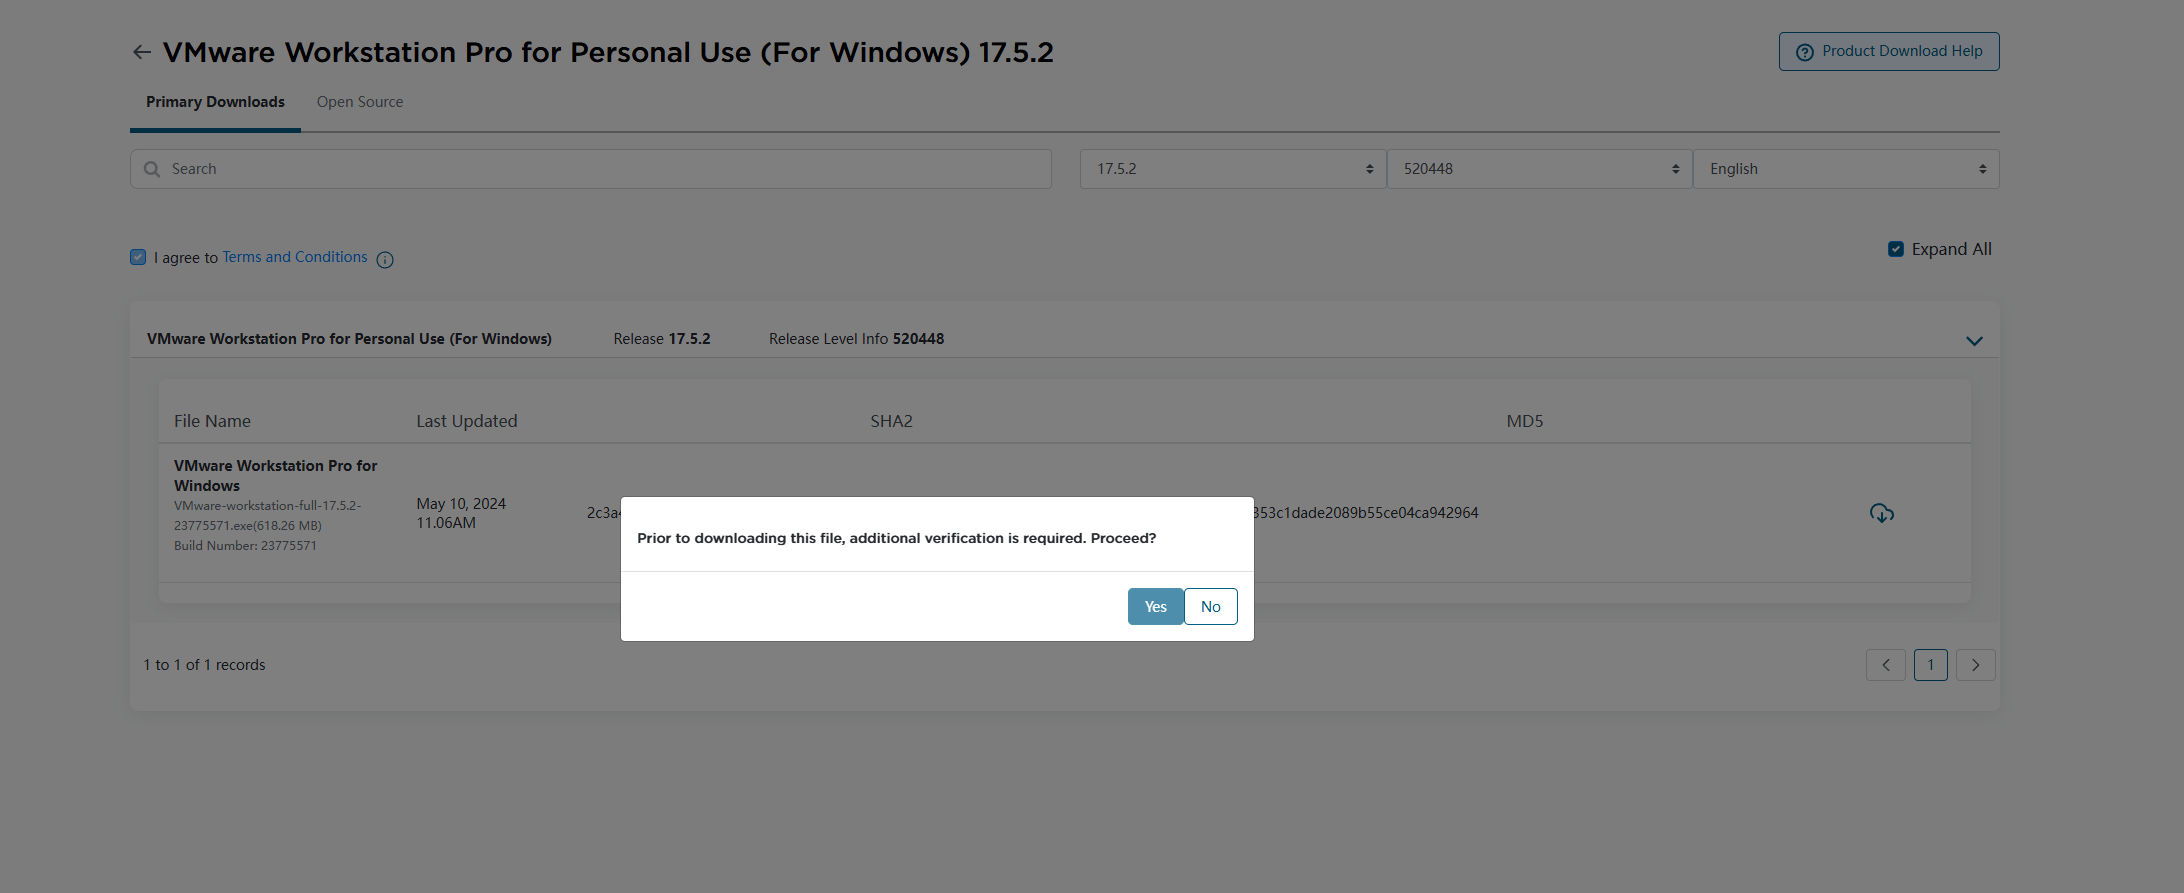 VMware Workstation Pro for Personal Use (For Windows) 17.5.2
Product Download Help
Primary Downloads
Open Source
Search
17.5.2
520448
English
I agree to Terms and Conditions
Expand All
VMware Workstation Pro for Personal Use (For Windows)
Release 17.5.2
Release Level Info 520448
File Name
Last Updated
SHA2
MD5
VMware Workstation Pro for
Windows
VMware-workstation-full-17.5.2-
23775571.exe(618.26 MB)
Build Number: 23775571
May 10, 2024
11.06AM
2c3a
353c1dade2089b55ce04ca942964
Prior to downloading this file, additional verification is required. Proceed?
Yes
No
1 to 1 of 1 records
1